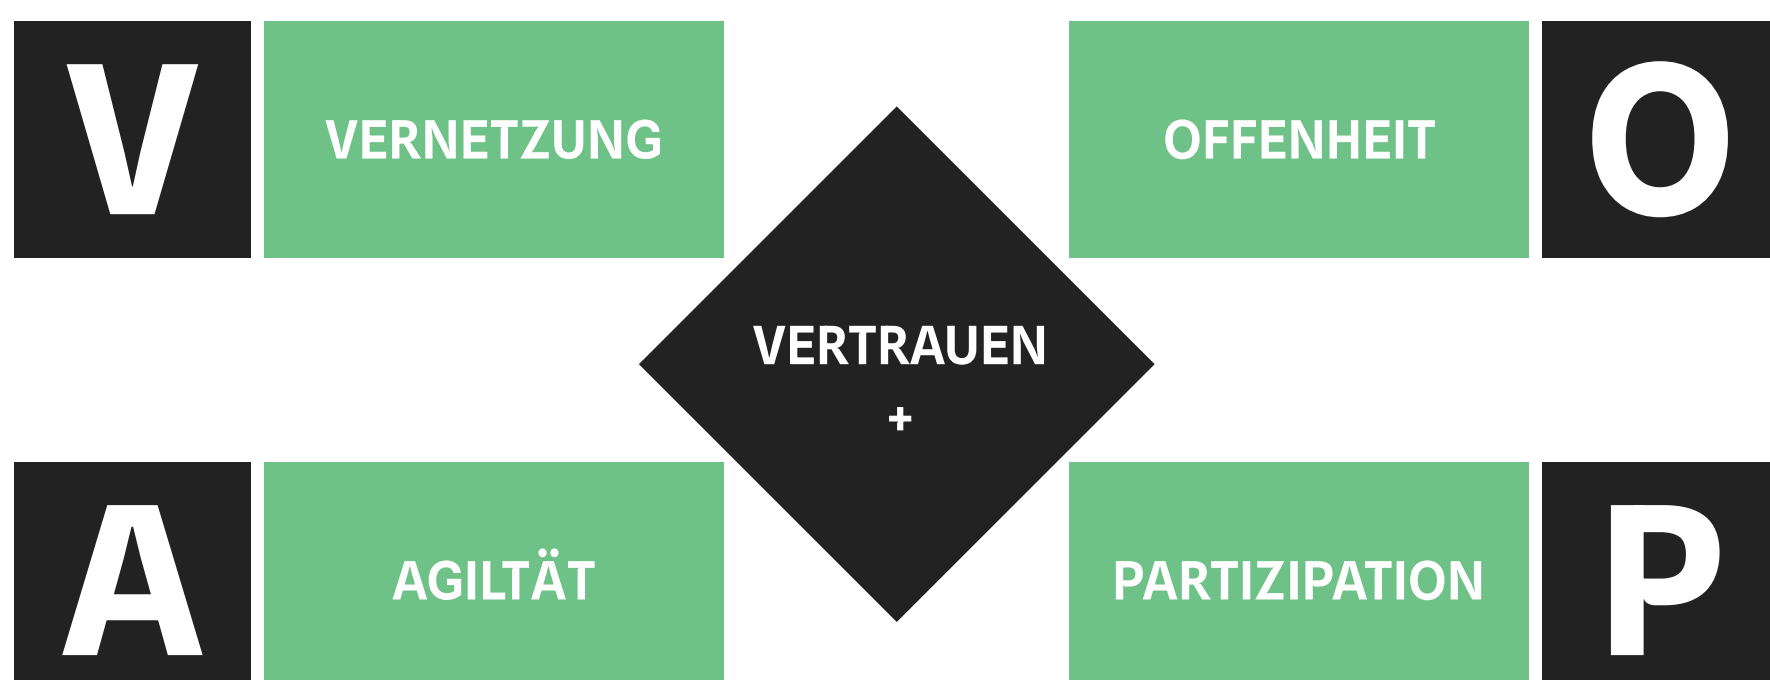 V
VERNETZUNG
OFFENHEIT
O
VERTRAUEN
+
A
AGILTÄT
PARTIZIPATION
P